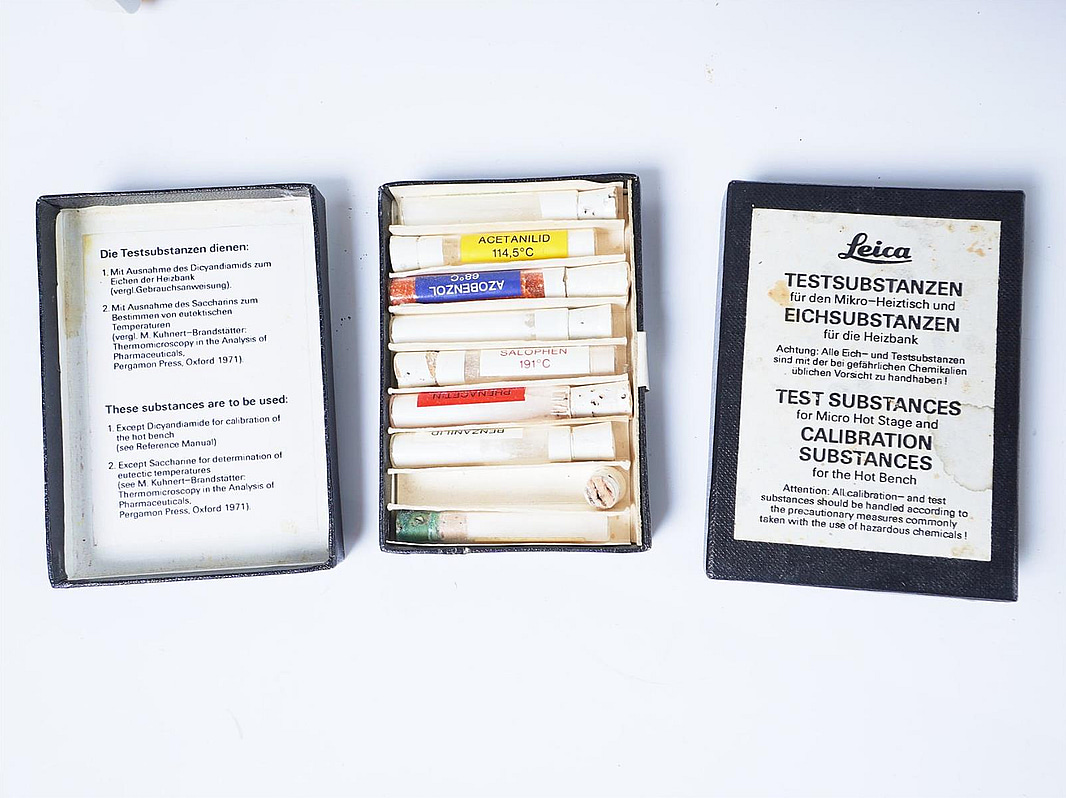 Die Testsubstanzen dienen:
1. Mit Ausnahme des Dicyandiamids zum
Eichen der Heizbank
(vergl.Gebrauchsanweisung).
2. Mit Ausnahme des Saccharins zum
Bestimmen von eutektischen
Temperaturen
(vergl. M. Kuhnert-Brandstätter:
Thermomicroscopy in the Analysis of
Pharmaceuticals,
Pergamon Press, Oxford 1971).
These substances are to be used:
1. Except Dicyandiamide for calibration of
the hot bench
(see Reference Manual)
2. Except Saccharine for determination of
eutectic temperatures
(see M. Kuhnert-Brandstätter:
Thermomicroscopy in the Analysis of
Pharmaceuticals,
Pergamon Press, Oxford 1971).
ACETANILID
114,5°C
AZOBENZOL
68°C
SALOPHEN
191°C
PHENACETIN
BENZANILID
Leica
TESTSUBSTANZEN
für den Mikro-Heiztisch und
EICHSUBSTANZEN
für die Heizbank
Achtung: Alle Eich- und Testsubstanzen
sind mit der bei gefährlichen Chemikalien
üblichen Vorsicht zu handhaben!
TEST SUBSTANCES
for Micro Hot Stage and
CALIBRATION
SUBSTANCES
for the Hot Bench
Attention: All calibration- and test
substances should be handled according to
the precautionary measures commonly
taken with the use of hazardous chemicals!